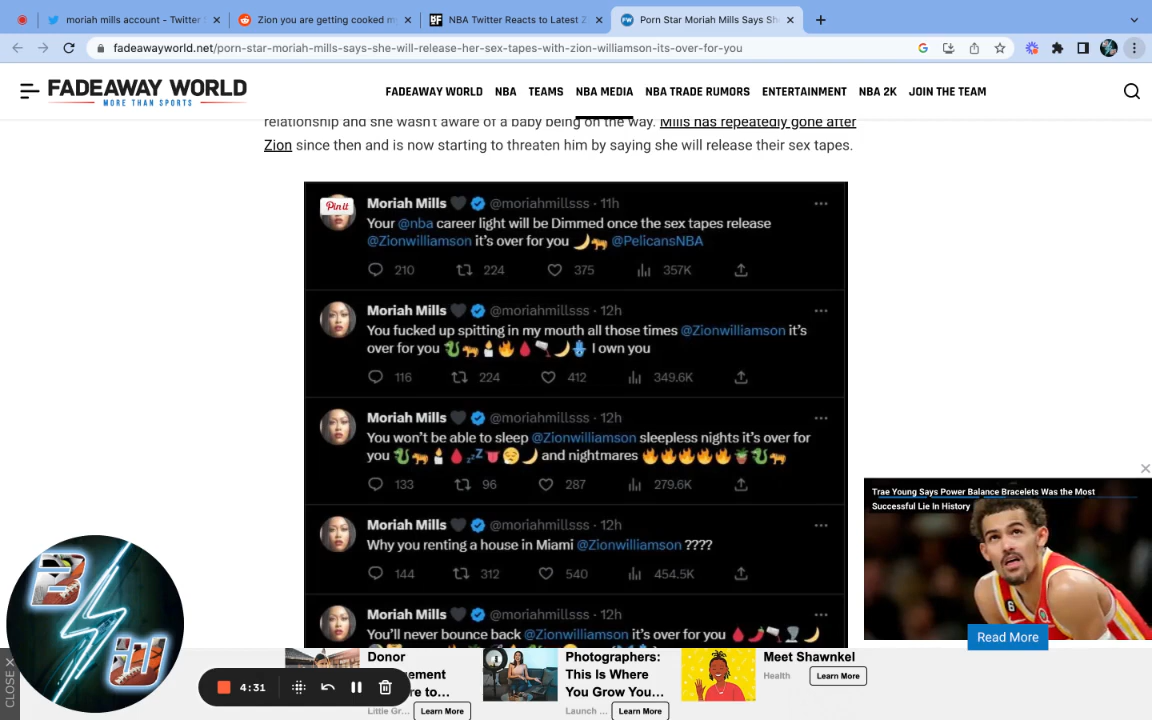 moriah mills account - Twitter
Zion you are getting cooked m
NBA Twitter Reacts to Latest Z
Porn Star Moriah Mills Says She
fadeawayworld.net/porn-star-moriah-mills-says-she-will-release-her-sex-tapes-with-zion-williamson-its-over-for-you
FADEAWAY WORLD
MORE THAN SPORTS
FADEAWAY WORLD NBA TEAMS NBA MEDIA NBA TRADE RUMORS ENTERTAINMENT NBA 2K JOIN THE TEAM
relationship and she wasn't aware of a baby being on the way. Mills has repeatedly gone after
Zion since then and is now starting to threaten him by saying she will release their sex tapes.
Pin it
Moriah Mills 🖤 @moriahmillsss · 11h
Your @nba career light will be Dimmed once the sex tapes release
@Zionwilliamson it's over for you 🌙🐅 @PelicansNBA
210 224 375 357K
Moriah Mills 🖤 @moriahmillsss · 12h
You fucked up spitting in my mouth all those times @Zionwilliamson it's
over for you I own you
116 224 412 349.6K
Moriah Mills 🖤 @moriahmillsss · 12h
You won't be able to sleep @Zionwilliamson sleepless nights it's over for
you and nightmares
133 96 287 279.6K
Moriah Mills 🖤 @moriahmillsss · 12h
Why you renting a house in Miami @Zionwilliamson ????
144 312 540 454.5K
Moriah Mills 🖤 @moriahmillsss · 12h
You'll never bounce back @Zionwilliamson it's over for you
Trae Young Says Power Balance Bracelets Was the Most
Successful Lie In History
Read More
CLOSE
4:31
Donor
ement
re to...
Little Gr...
Learn More
Photographers:
This Is Where
You Grow You...
Launch ...
Learn More
Meet Shawnkel
Health
Learn More